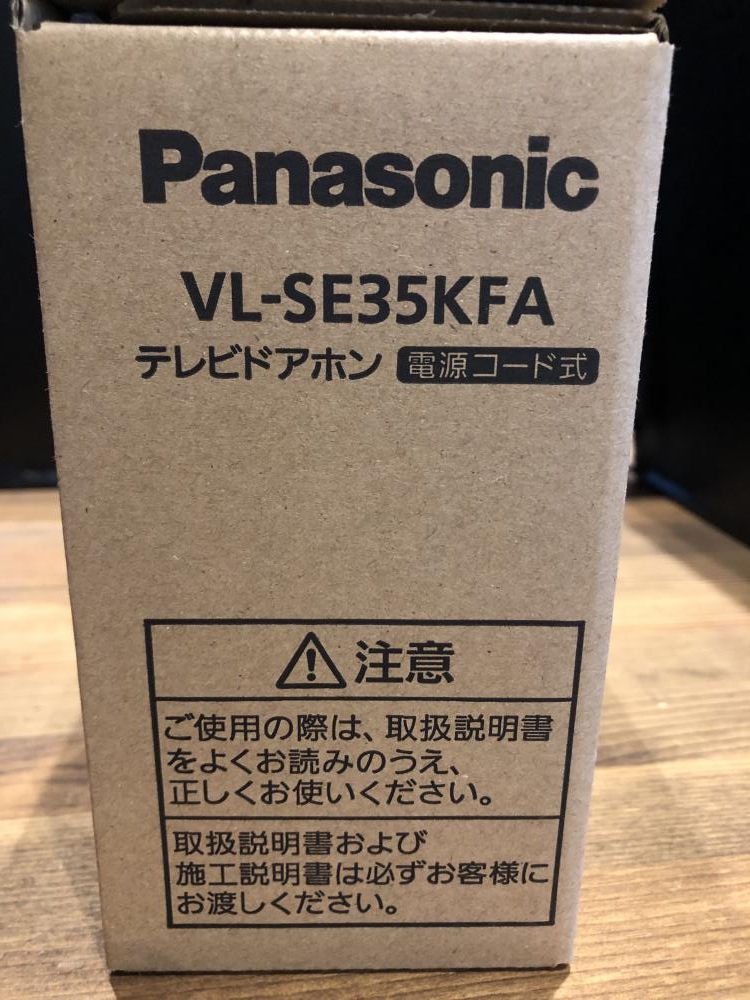 Panasonic
VL-SE35KFA
テレビドアホン 電源コード式
注意
ご使用の際は、取扱説明書
をよくお読みのうえ、
正しくお使いください。
取扱説明書および
施工説明書は必ずお客様に
お渡しください。